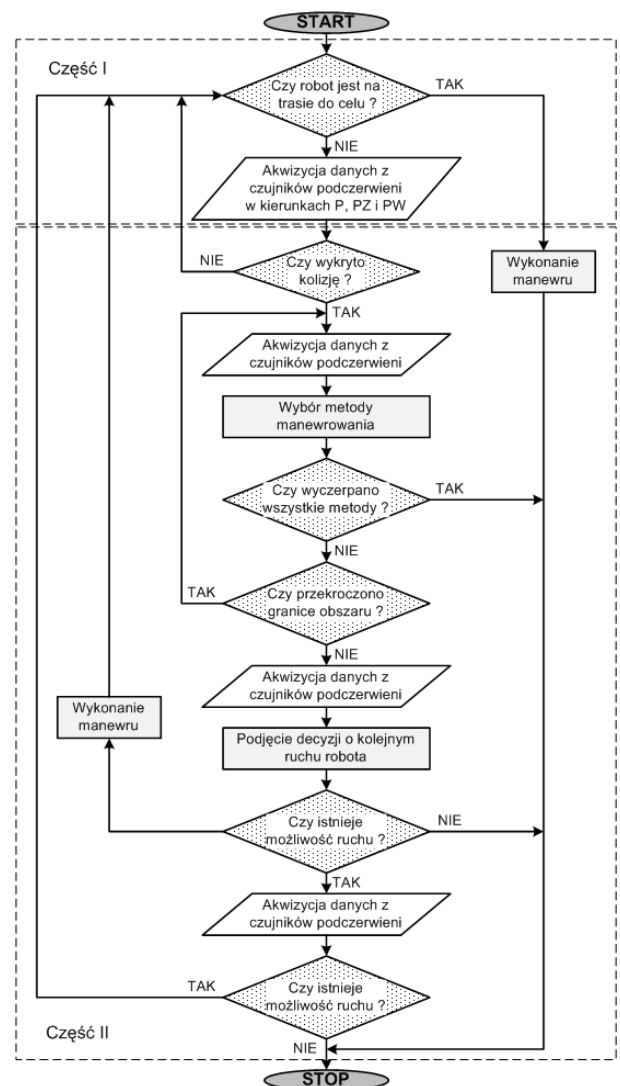 START
Część I
Czy robot jest na
trasie do celu ?
TAK
NIE
Akwizycja danych z
czujników podczerwieni
w kierunkach P, PZ i PW
NIE
Czy wykryto
kolizję ?
Wykonanie
manewru
TAK
Akwizycja danych z
czujników podczerwieni
Wybór metody
manewrowania
Czy wyczerpano
wszystkie metody ?
TAK
NIE
TAK
Czy przekroczono
granice obszaru ?
NIE
Akwizycja danych z
czujników podczerwieni
Wykonanie
manewru
Podjęcie decyzji o kolejnym
ruchu robota
Czy istnieje
możliwość ruchu ?
NIE
TAK
Akwizycja danych z
czujników podczerwieni
TAK
Czy istnieje
możliwość ruchu ?
Część II
NIE
STOP